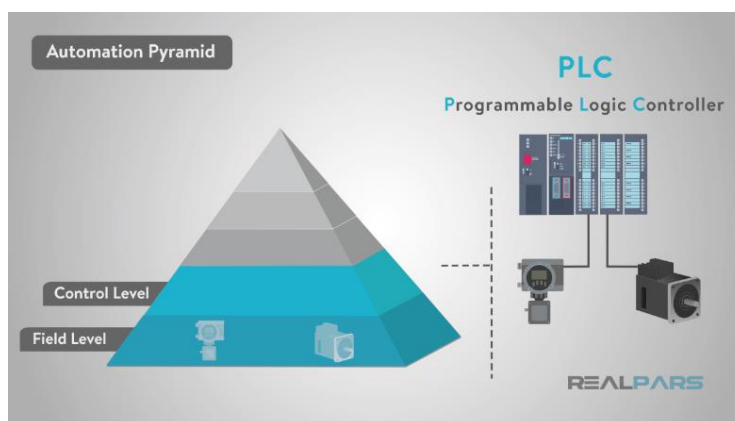 Automation Pyramid
PLC
Programmable Logic Controller
Control Level
Field Level
REALPARS